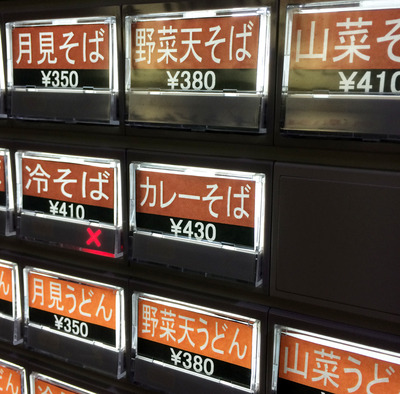 月見そば
¥350
野菜天そば
¥380
山菜そ
¥410
冷そば
¥410
×
カレーそば
¥430
月見うどん
¥350
野菜天うどん
¥380
山菜うど